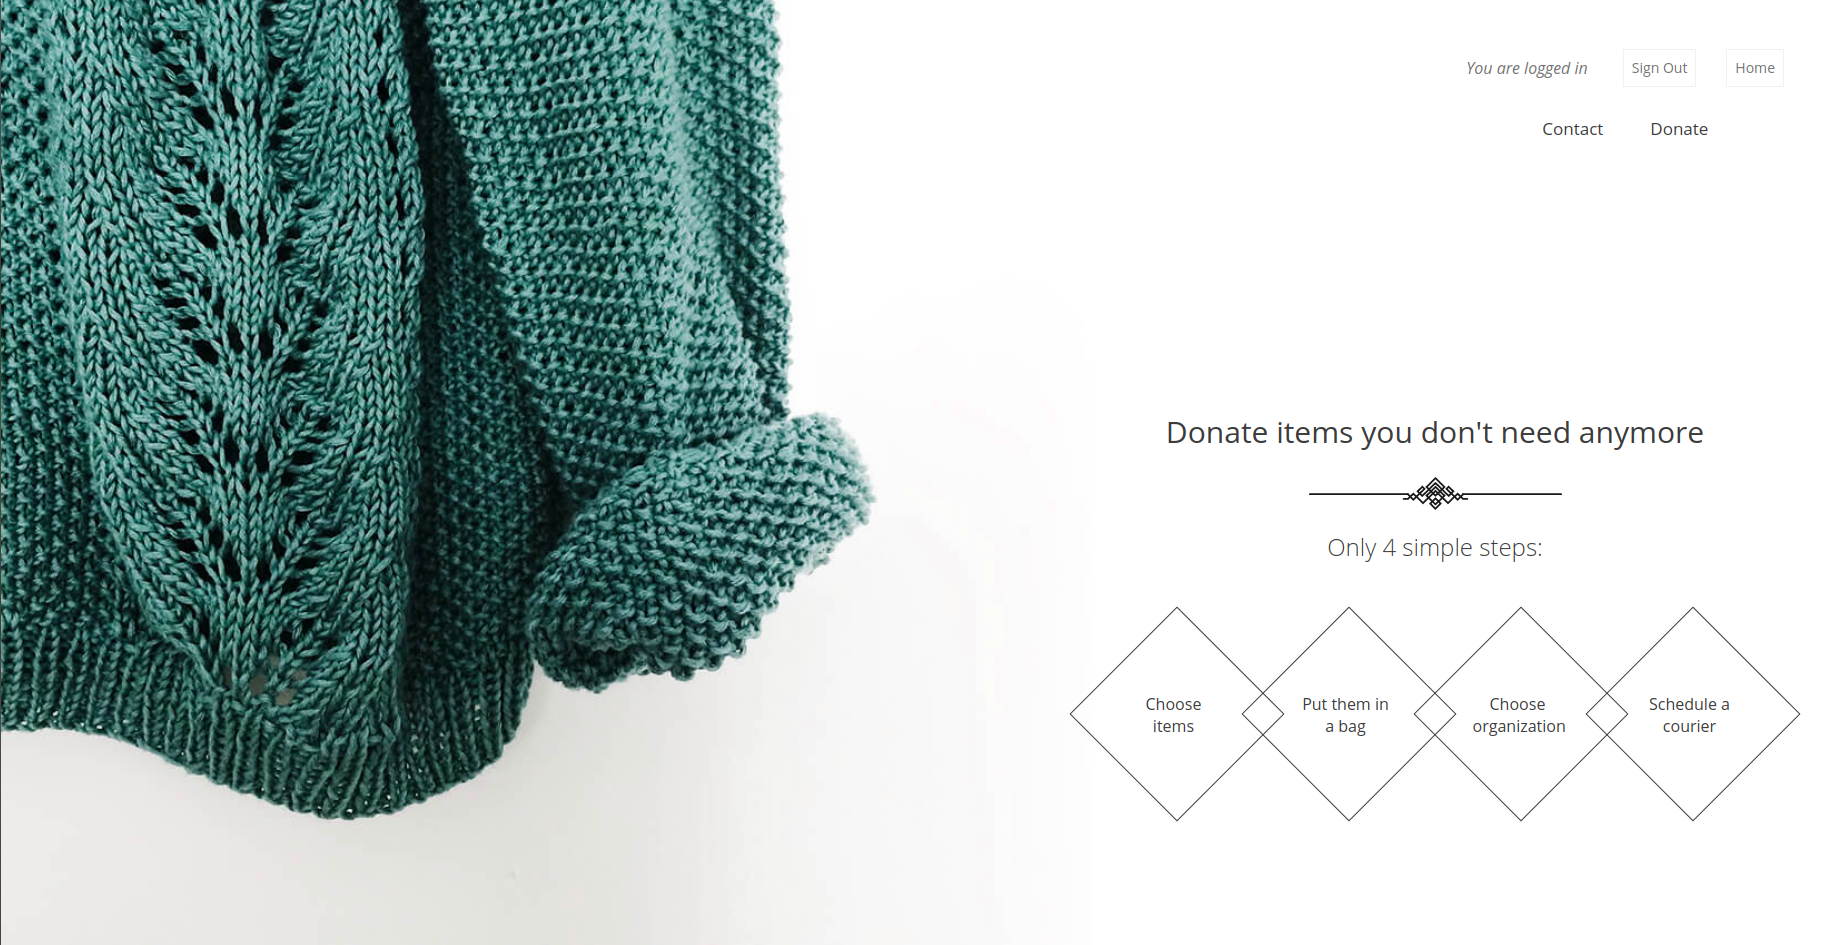 You are logged in Sign Out Home
Contact Donate
Donate items you don't need anymore
Only 4 simple steps:
Choose
items
Put them in
a bag
Choose
organization
Schedule a
courier